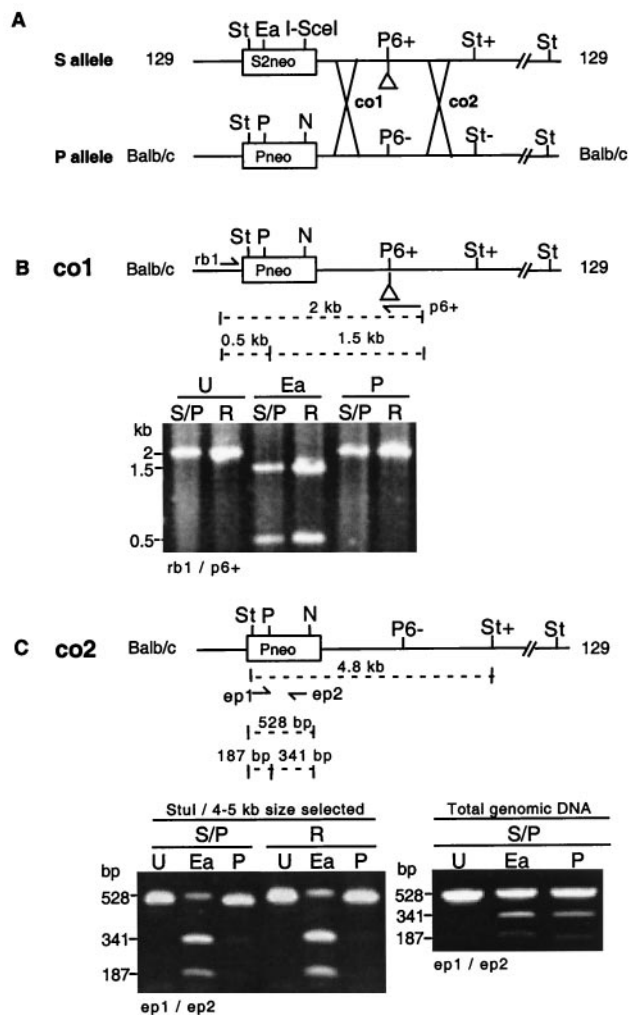 A
St Ea I-SceI P6+ St+ St
S allele 129 S2neo 129
co1 co2
St P N P6- St- St
P allele Balb/c Pneo Balb/c
B co1
St P N P6+ St+ St
rb1
Balb/c Pneo 129
p6+
2 kb
0.5 kb 1.5 kb
U Ea P
S/P R S/P R S/P R
kb
2
1.5
0.5
rb1 / p6+
C co2
St P N P6- St+ St
Balb/c Pneo 129
4.8 kb
ep1 ep2
528 bp
187 bp 341 bp
StuI / 4-5 kb size selected
S/P R
U Ea P U Ea P
bp
528
341
187
ep1 / ep2
Total genomic DNA
S/P
U Ea P
bp
528
341
187
ep1 / ep2